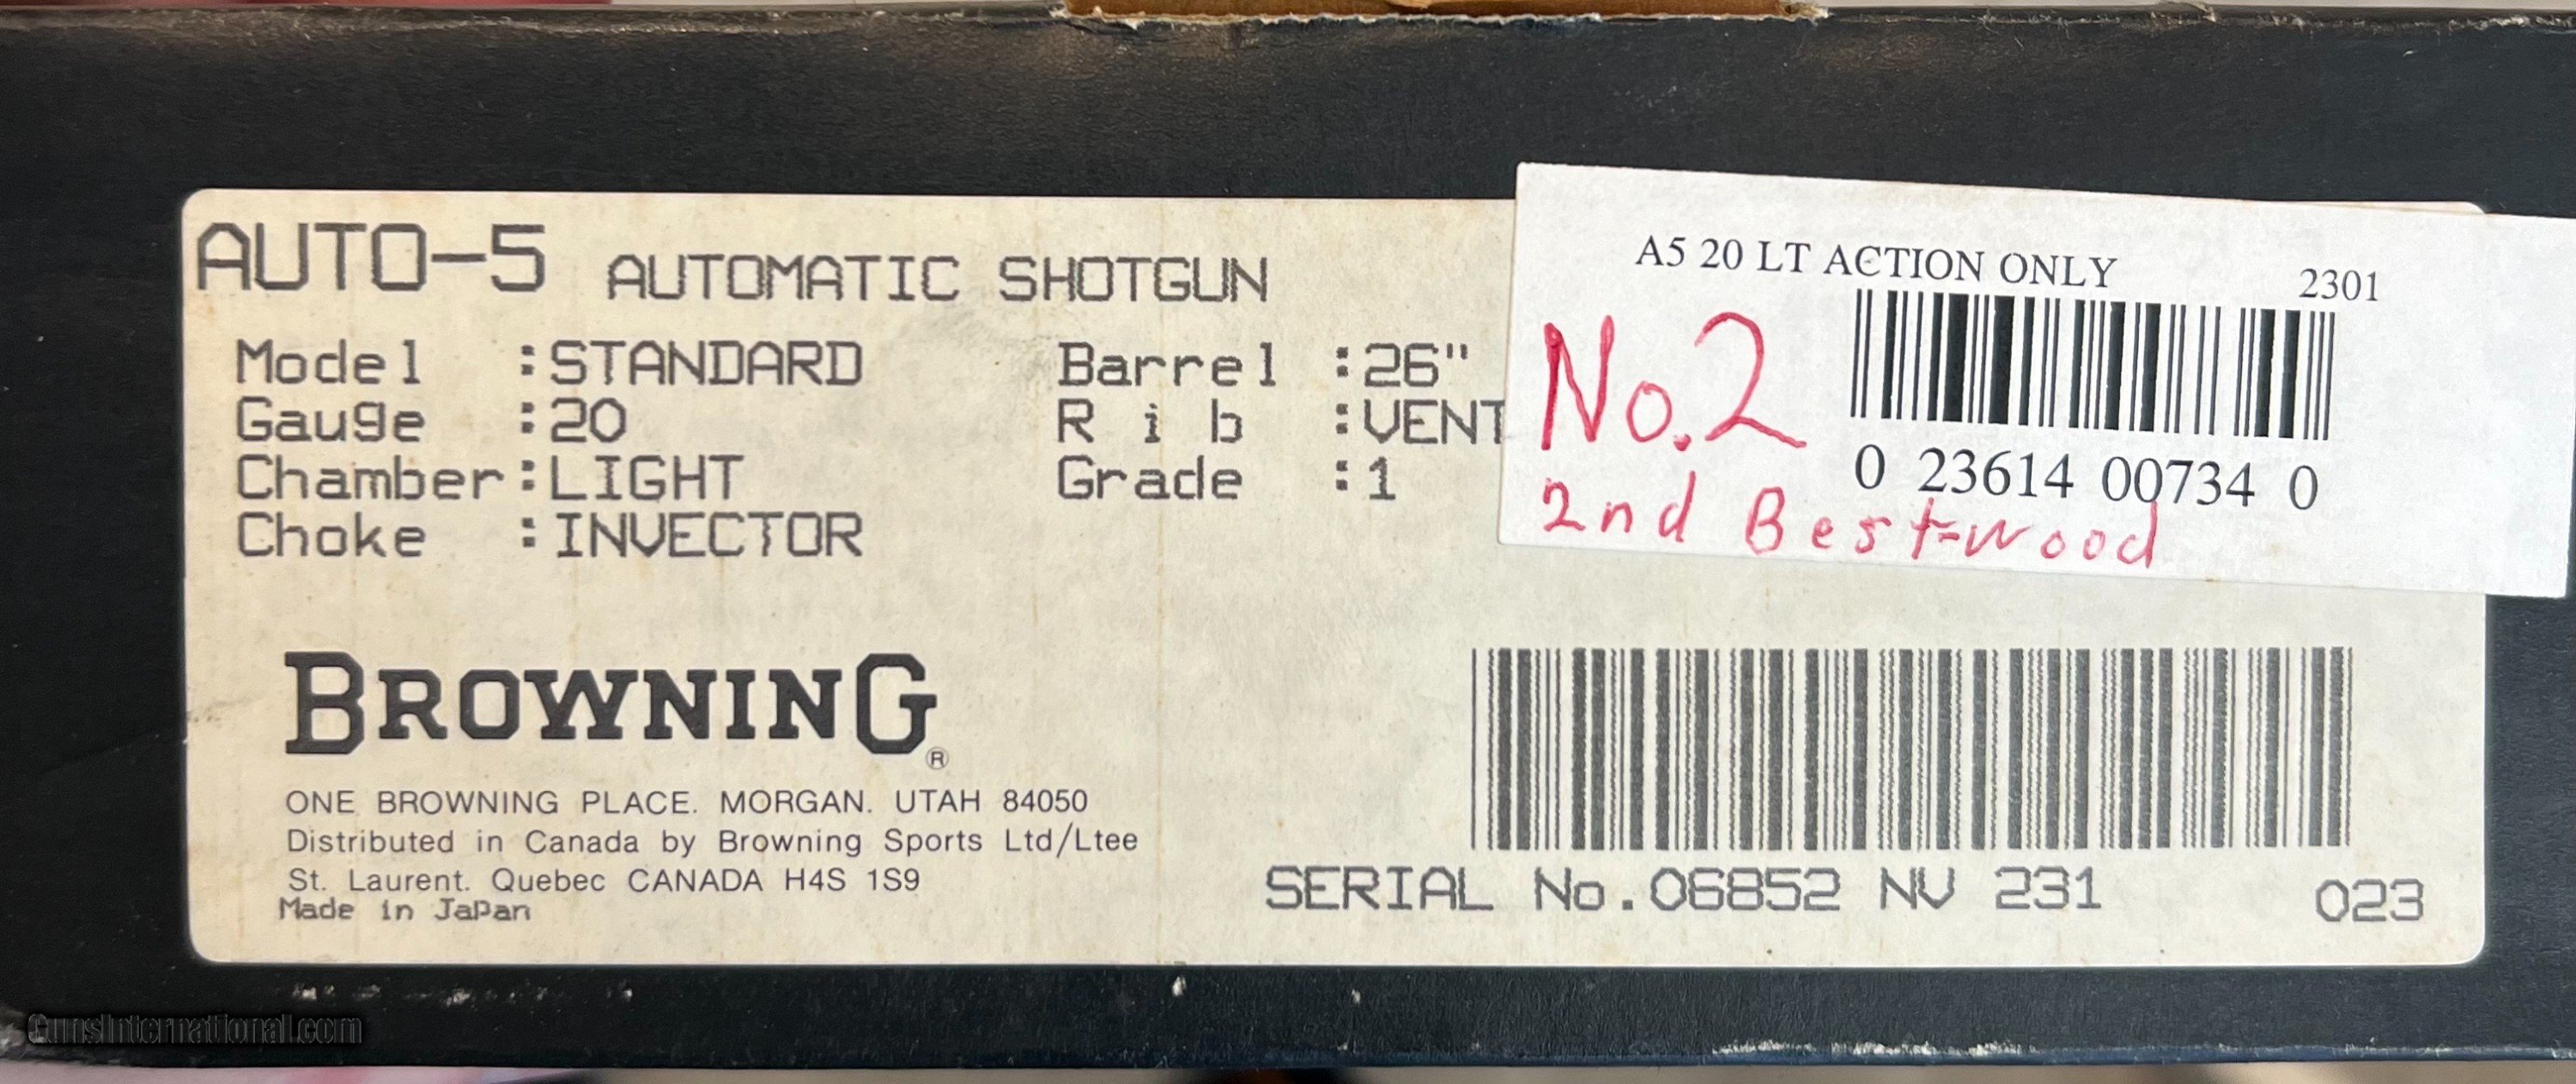 AUTO-5 AUTOMATIC SHOTGUN
Model :STANDARD Barrel :26"
Gauge :20 Rib :VENT
Chamber:LIGHT Grade :1
Choke :INVECTOR
A5 20 LT ACTION ONLY 2301
No.2
0 23614 00734 0
2nd Best-wood
BROWNING®
ONE BROWNING PLACE. MORGAN. UTAH 84050
Distributed in Canada by Browning Sports Ltd/Ltee
St. Laurent. Quebec CANADA H4S 1S9
Made in Japan
SERIAL No.06852 NV 231 023
GunsInternational.com